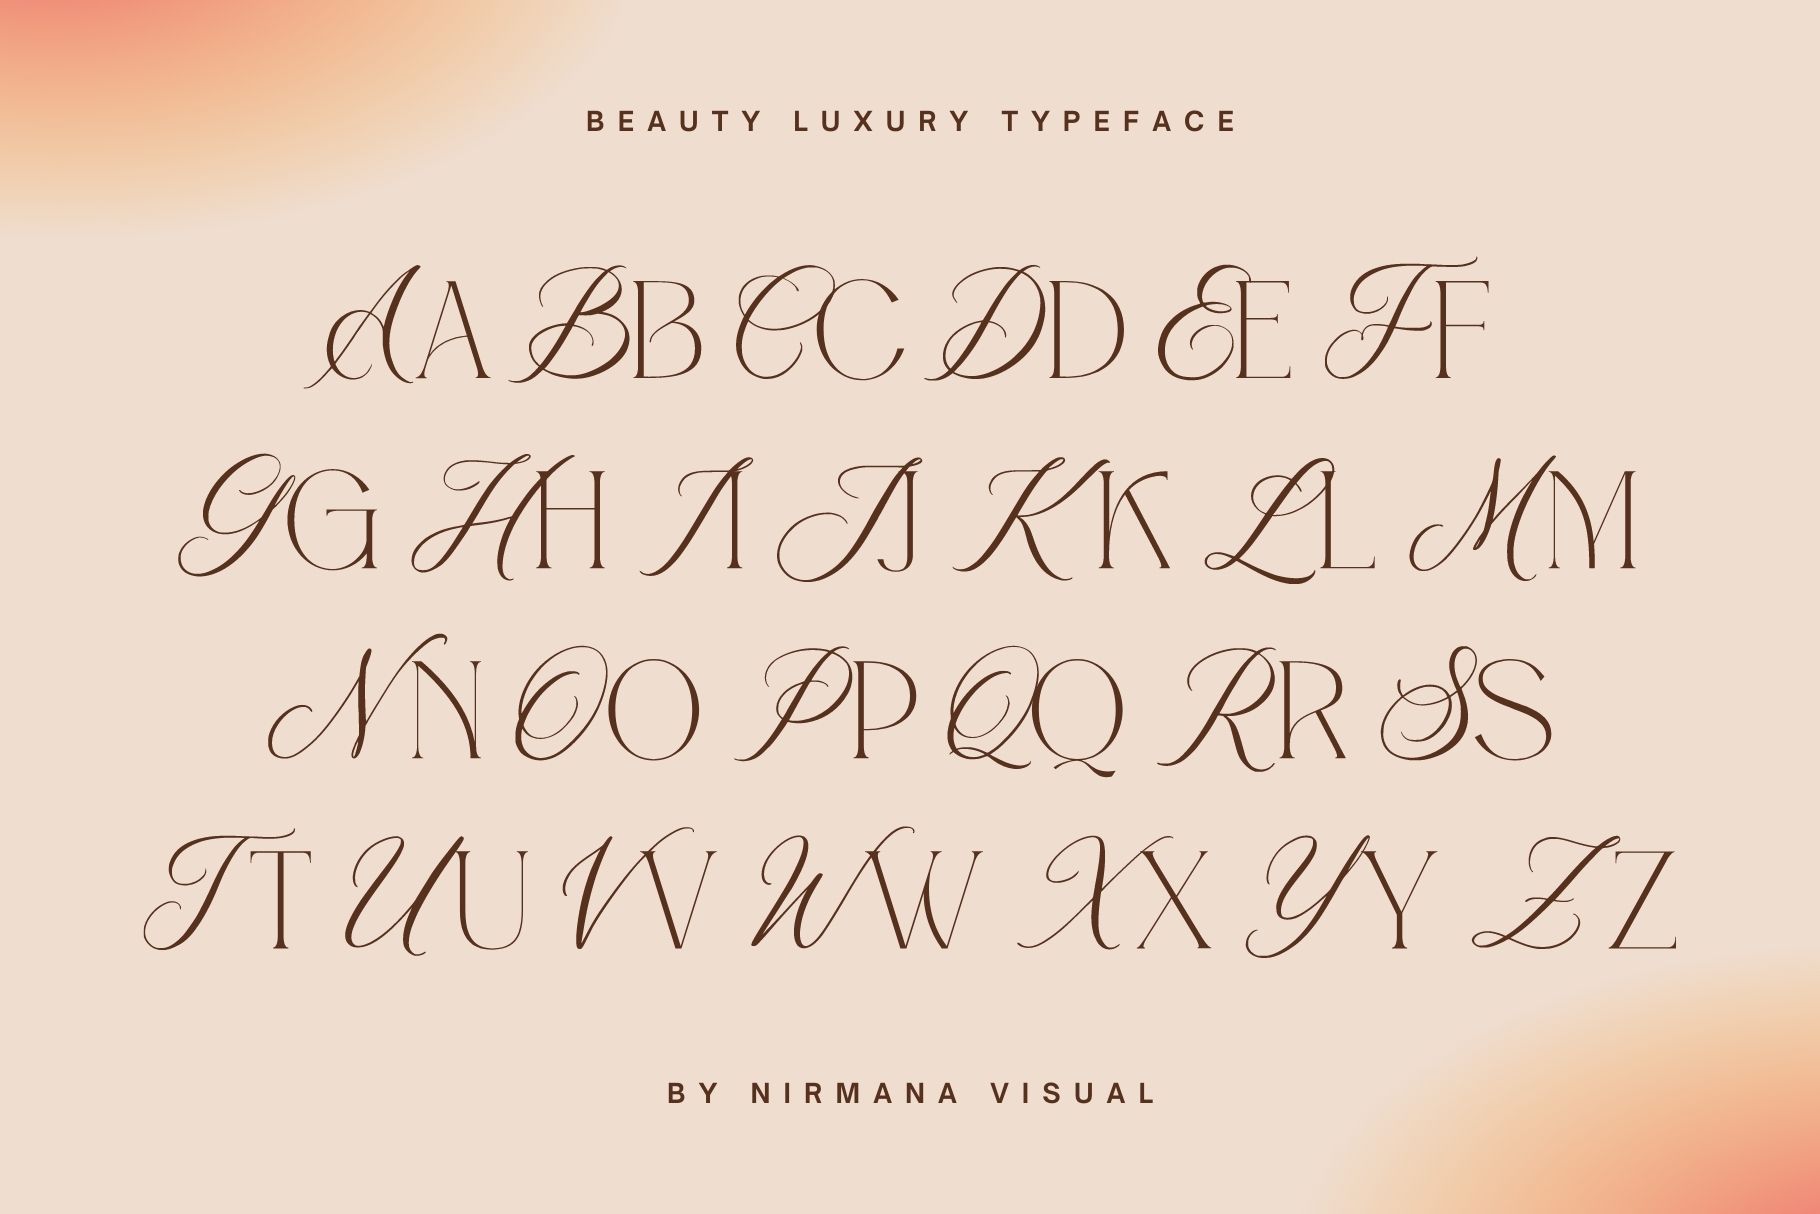 BEAUTY LUXURY TYPEFACE
AA BB CC DD EE FF
GG HH II JJ KK LL MM
NN OO PP QQ RR SS
TT UU VV WW XX YY ZZ
BY NIRMANA VISUAL